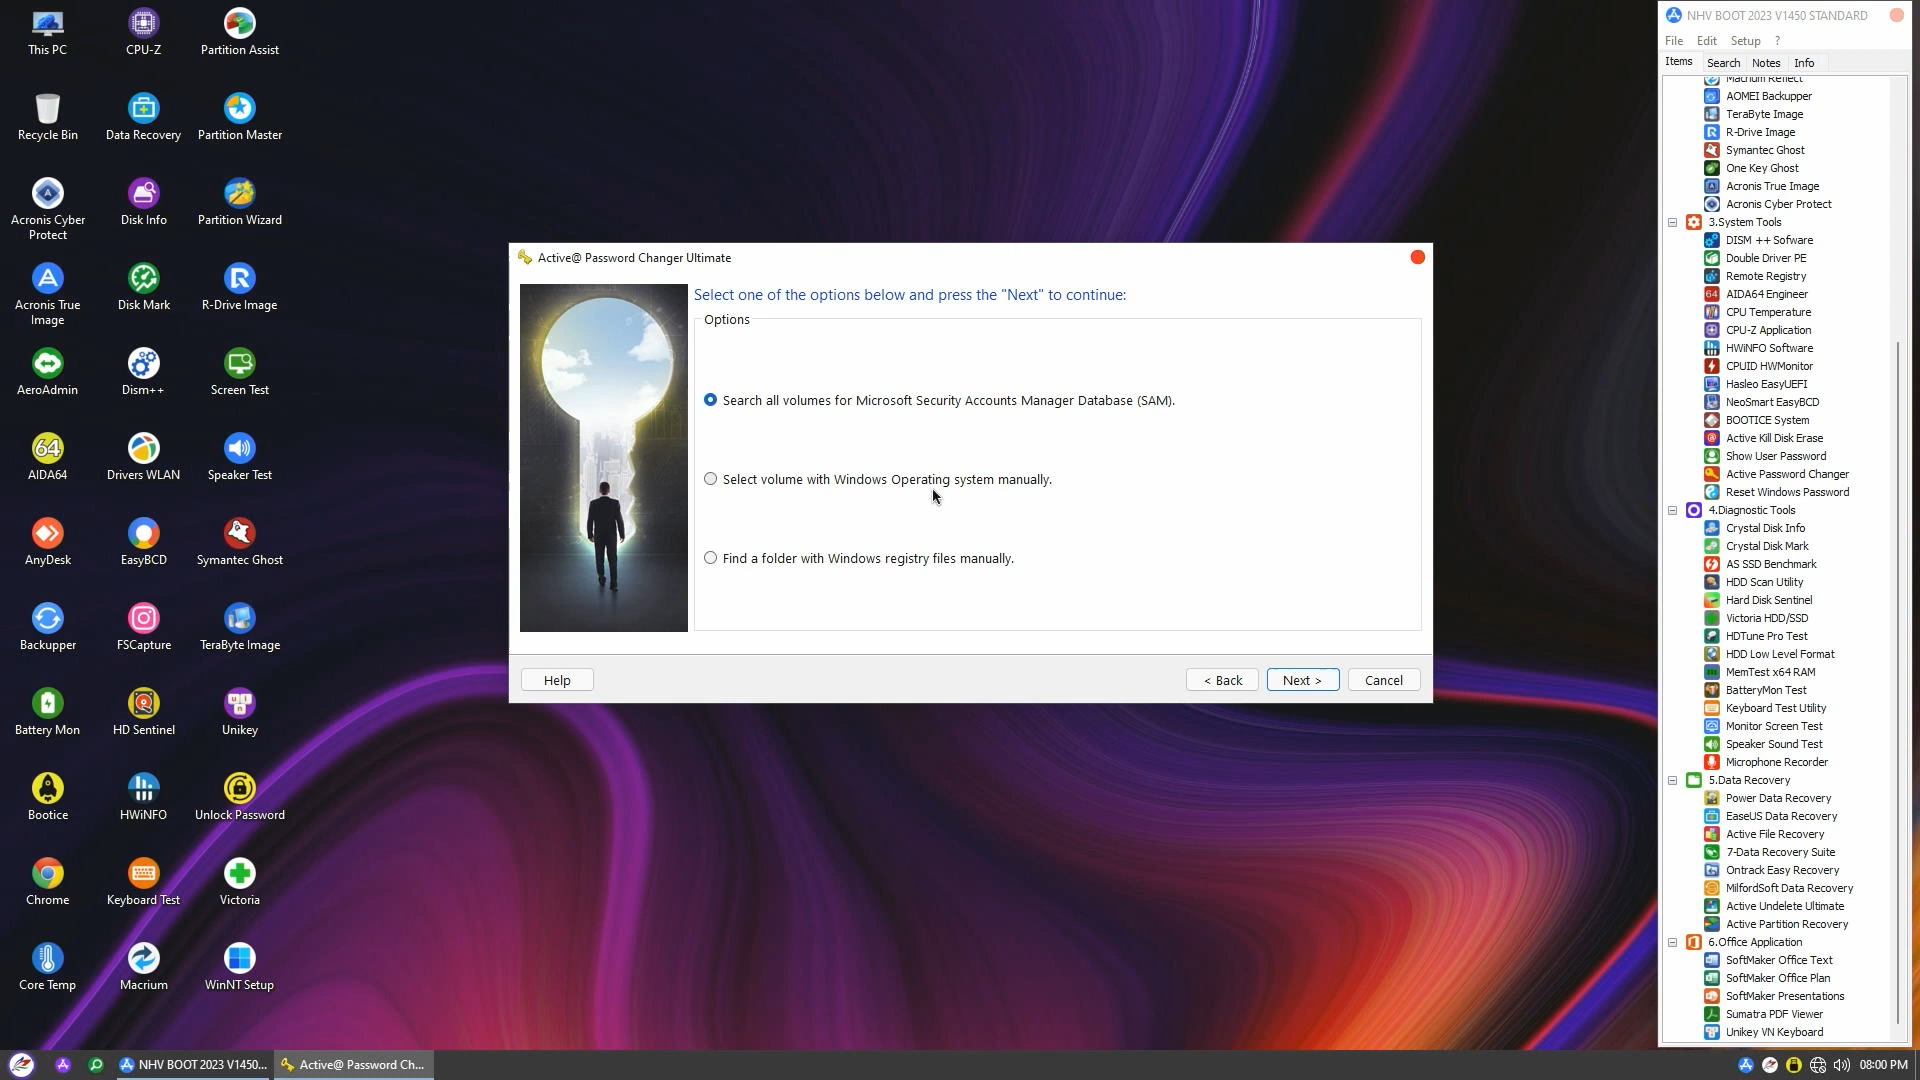 This PC
CPU-Z
Partition Assist
Recycle Bin
Data Recovery
Partition Master
Acronis Cyber
Protect
Disk Info
Partition Wizard
Acronis True
Image
Disk Mark
R-Drive Image
AeroAdmin
Dism++
Screen Test
64
AIDA64
Drivers WLAN
Speaker Test
AnyDesk
EasyBCD
Symantec Ghost
Backupper
FSCapture
TeraByte Image
Battery Mon
HD Sentinel
Unikey
Bootice
HWiNFO
Unlock Password
Chrome
Keyboard Test
Victoria
Core Temp
Macrium
WinNT Setup
Active@ Password Changer Ultimate
Select one of the options below and press the "Next" to continue:
Options
Search all volumes for Microsoft Security Accounts Manager Database (SAM).
Select volume with Windows Operating system manually.
Find a folder with Windows registry files manually.
Help
< Back
Next >
Cancel
NHV BOOT 2023 V1450 STANDARD
File Edit Setup ?
Items Search Notes Info
Macrium Reflect
AOMEI Backupper
TeraByte Image
R-Drive Image
Symantec Ghost
One Key Ghost
Acronis True Image
Acronis Cyber Protect
3.System Tools
DISM ++ Sofware
Double Driver PE
Remote Registry
64 AIDA64 Engineer
CPU Temperature
CPU-Z Application
HWiNFO Software
CPUID HWMonitor
Hasleo EasyUEFI
NeoSmart EasyBCD
BOOTICE System
Active Kill Disk Erase
Show User Password
Active Password Changer
Reset Windows Password
4.Diagnostic Tools
Crystal Disk Info
Crystal Disk Mark
AS SSD Benchmark
HDD Scan Utility
Hard Disk Sentinel
Victoria HDD/SSD
HDTune Pro Test
HDD Low Level Format
MemTest x64 RAM
BatteryMon Test
Keyboard Test Utility
Monitor Screen Test
Speaker Sound Test
Microphone Recorder
5.Data Recovery
Power Data Recovery
EaseUS Data Recovery
Active File Recovery
7-Data Recovery Suite
Ontrack Easy Recovery
MilfordSoft Data Recovery
Active Undelete Ultimate
Active Partition Recovery
6.Office Application
SoftMaker Office Text
SoftMaker Office Plan
SoftMaker Presentations
Sumatra PDF Viewer
Unikey VN Keyboard
NHV BOOT 2023 V1450...
Active@ Password Ch...
08:00 PM